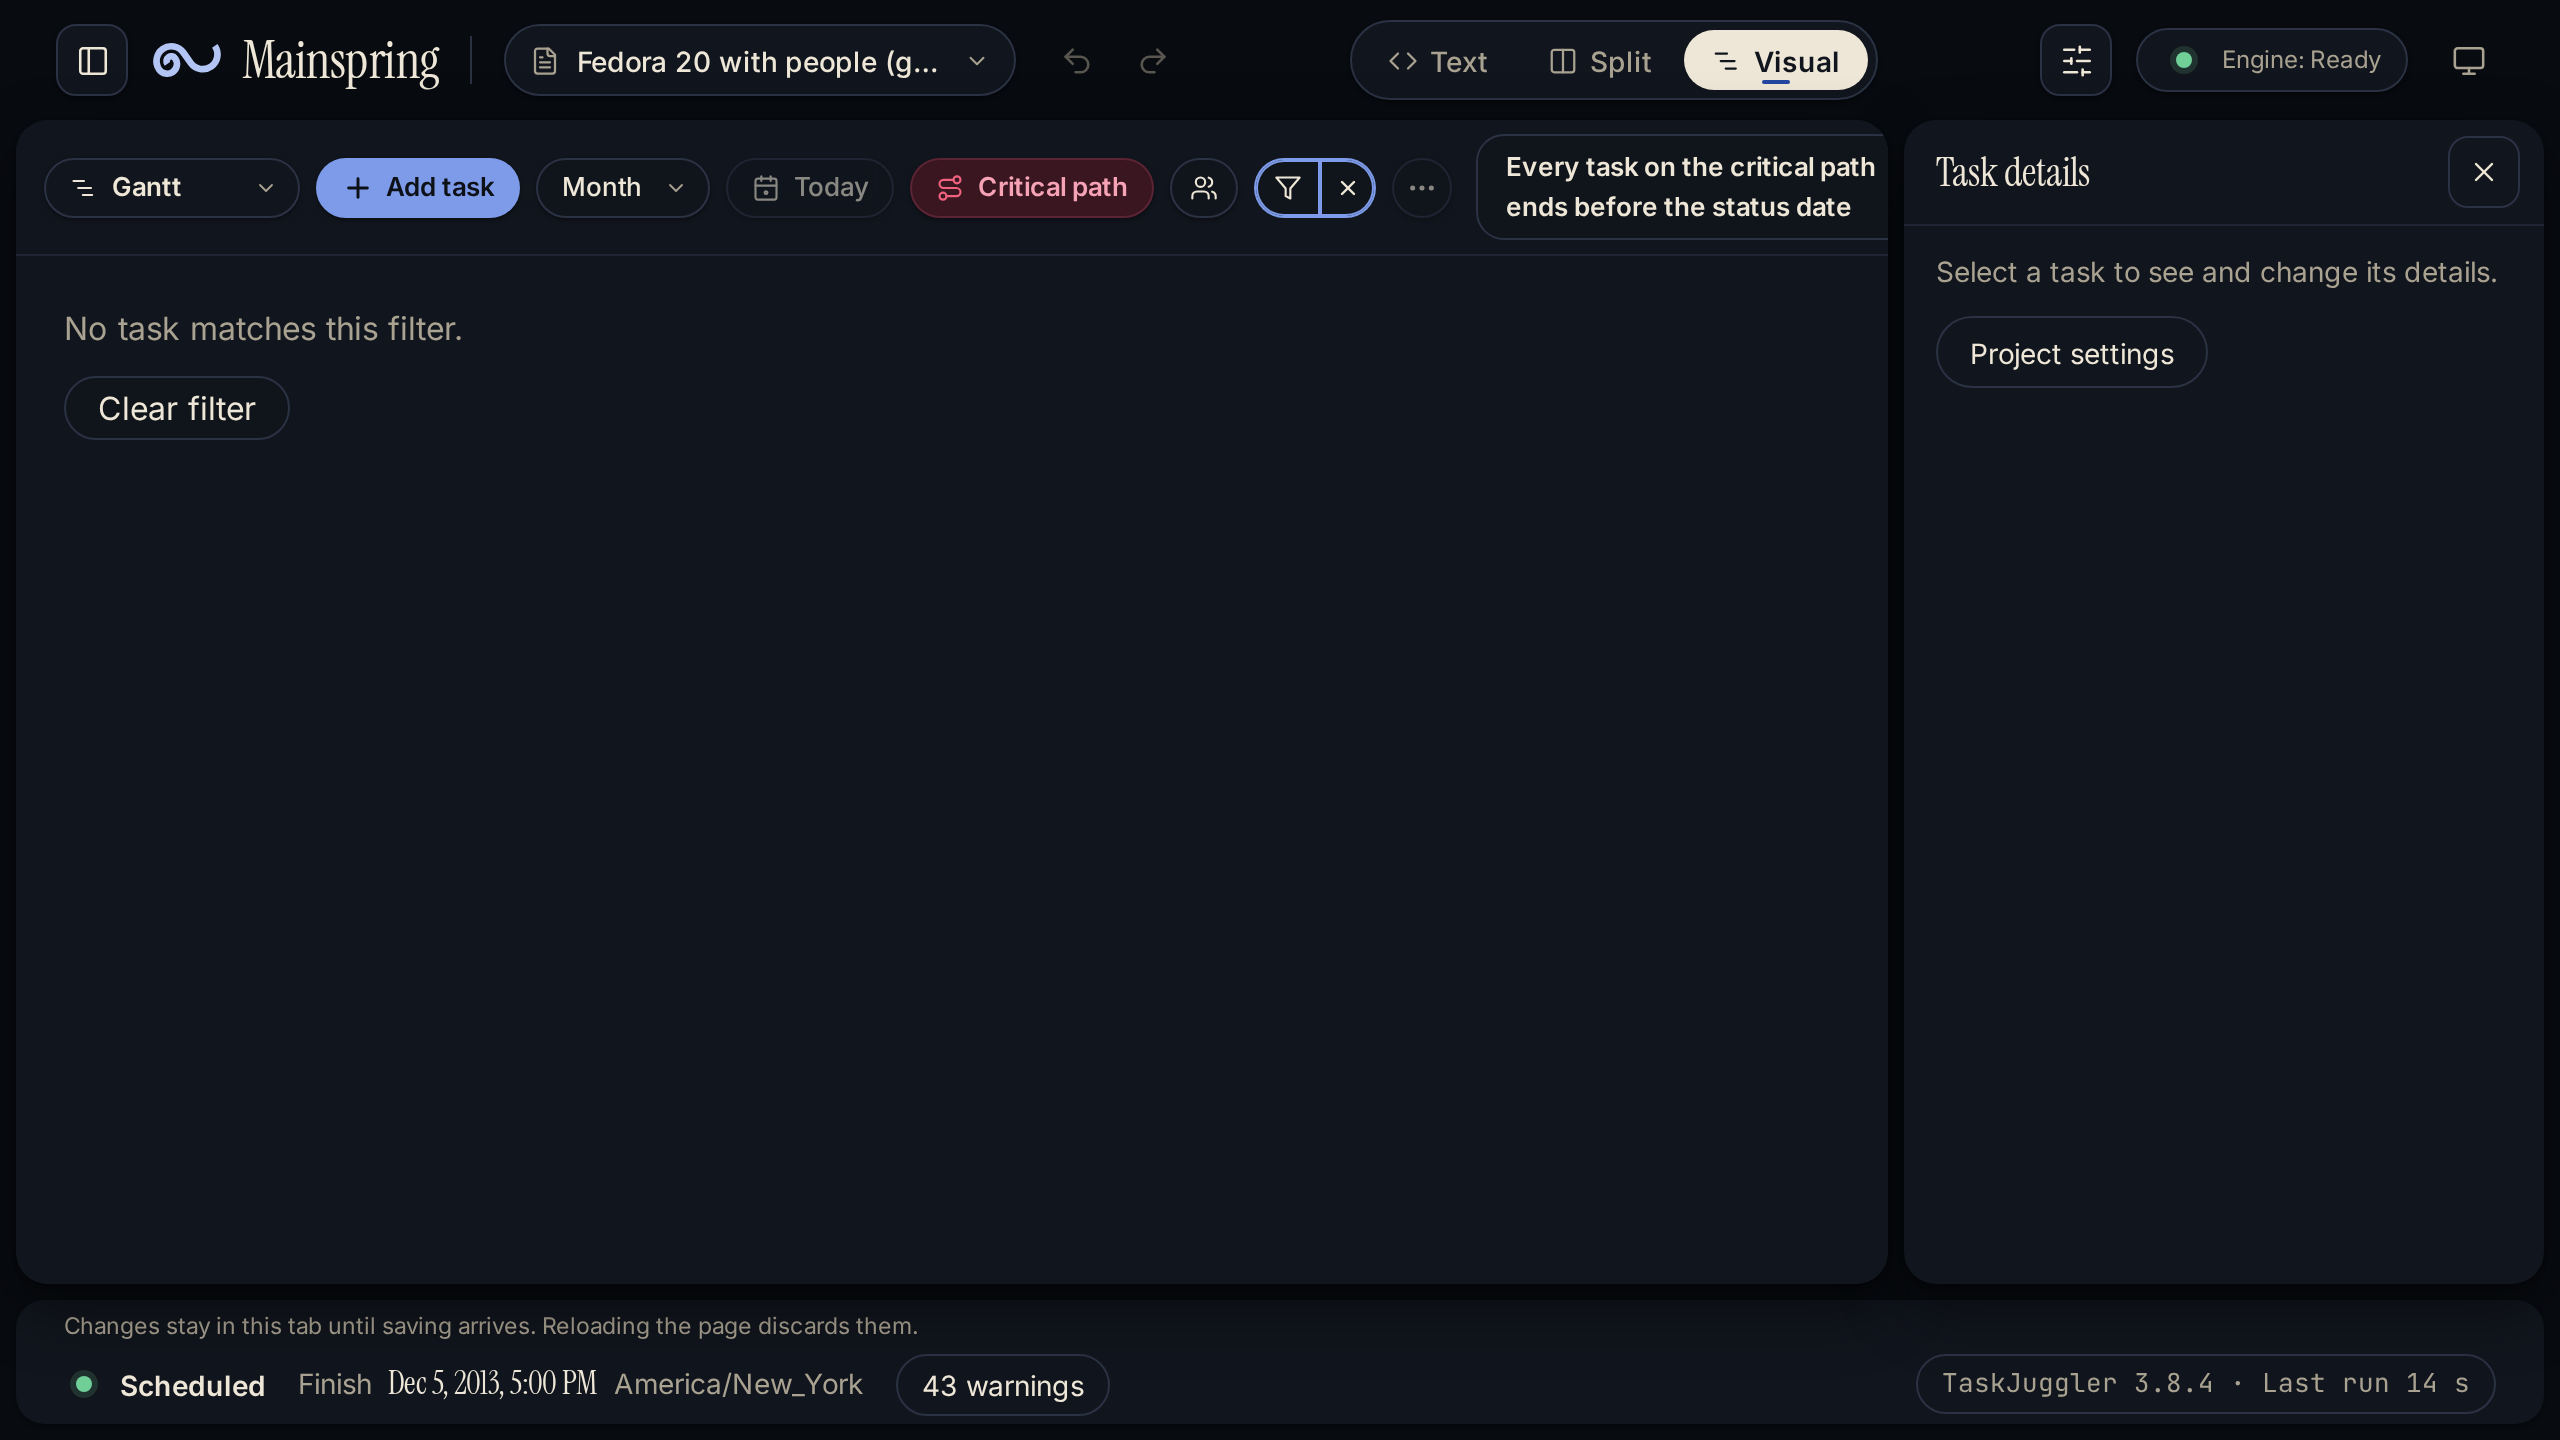 Mainspring
Fedora 20 with people (g...
Text
Split
Visual
Engine: Ready
Gantt
Add task
Month
Today
Critical path
Every task on the critical path
ends before the status date
Task details
Select a task to see and change its details.
Project settings
No task matches this filter.
Clear filter
Changes stay in this tab until saving arrives. Reloading the page discards them.
Scheduled Finish Dec 5, 2013, 5:00 PM America/New_York 43 warnings
TaskJuggler 3.8.4 · Last run 14 s